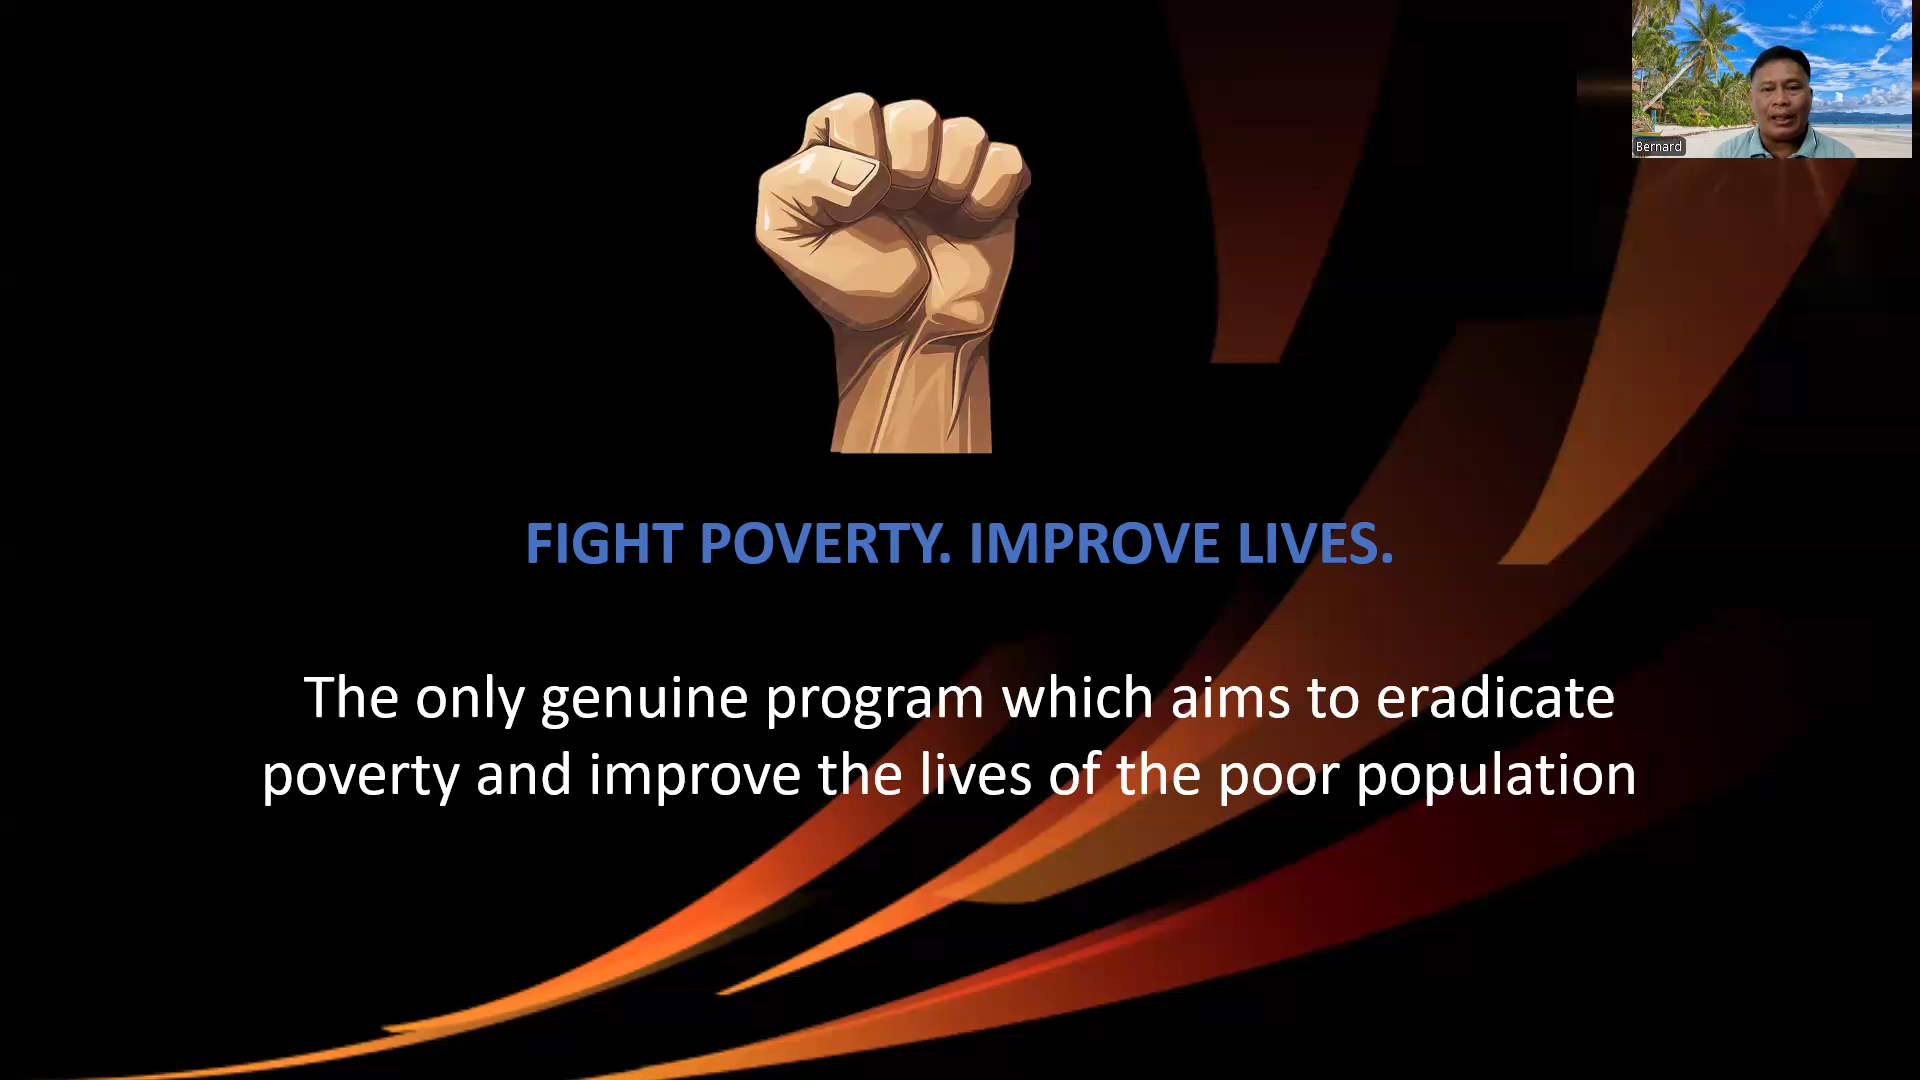 Bernard
FIGHT POVERTY. IMPROVE LIVES.
The only genuine program which aims to eradicate
poverty and improve the lives of the poor population